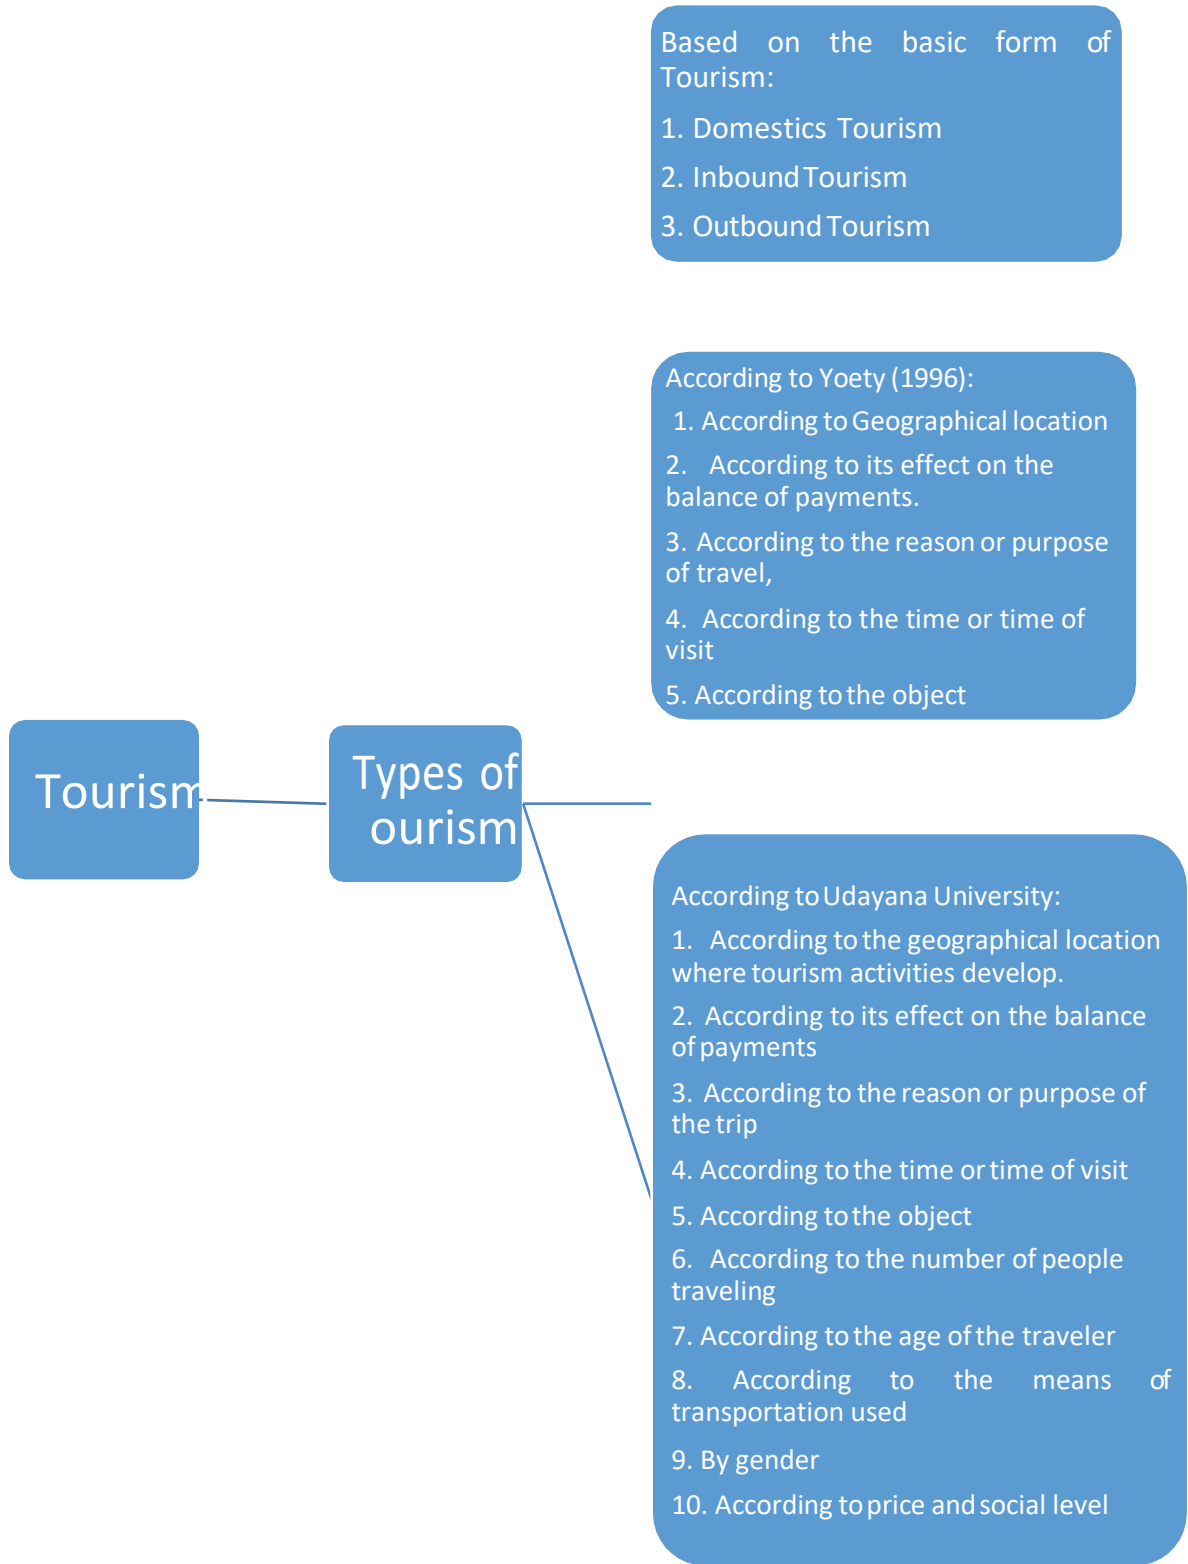 Based on the basic form of
Tourism:
1. Domestics Tourism
2. Inbound Tourism
3. Outbound Tourism
According to Yoety (1996):
1. According to Geographical location
2. According to its effect on the
balance of payments.
3. According to the reason or purpose
of travel,
4. According to the time or time of
visit
5. According to the object
Tourism
Types of
ourism
According to Udayana University:
1. According to the geographical location
where tourism activities develop.
2. According to its effect on the balance
of payments
3. According to the reason or purpose of
the trip
4. According to the time or time of visit
5. According to the object
6. According to the number of people
traveling
7. According to the age of the traveler
8. According to the means of
transportation used
9. By gender
10. According to price and social level